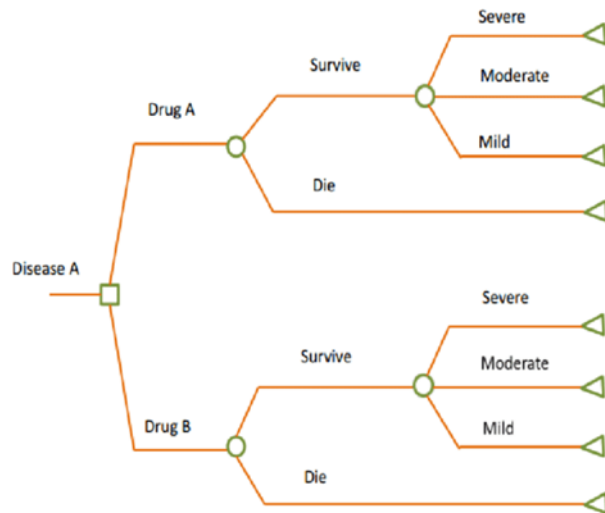 Severe
Survive
Moderate
Drug A
Mild
Die
Disease A
Severe
Survive
Moderate
Drug B
Mild
Die